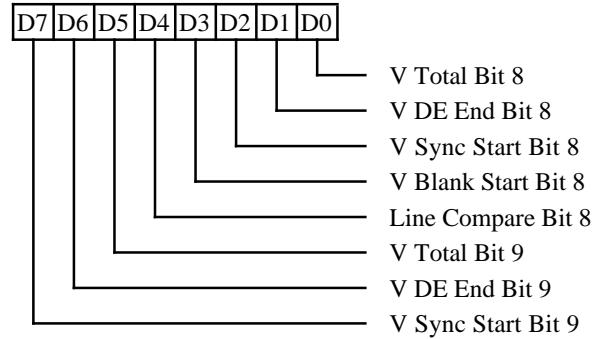 D7 D6 D5 D4 D3 D2 D1 D0
V Total Bit 8
V DE End Bit 8
V Sync Start Bit 8
V Blank Start Bit 8
Line Compare Bit 8
V Total Bit 9
V DE End Bit 9
V Sync Start Bit 9